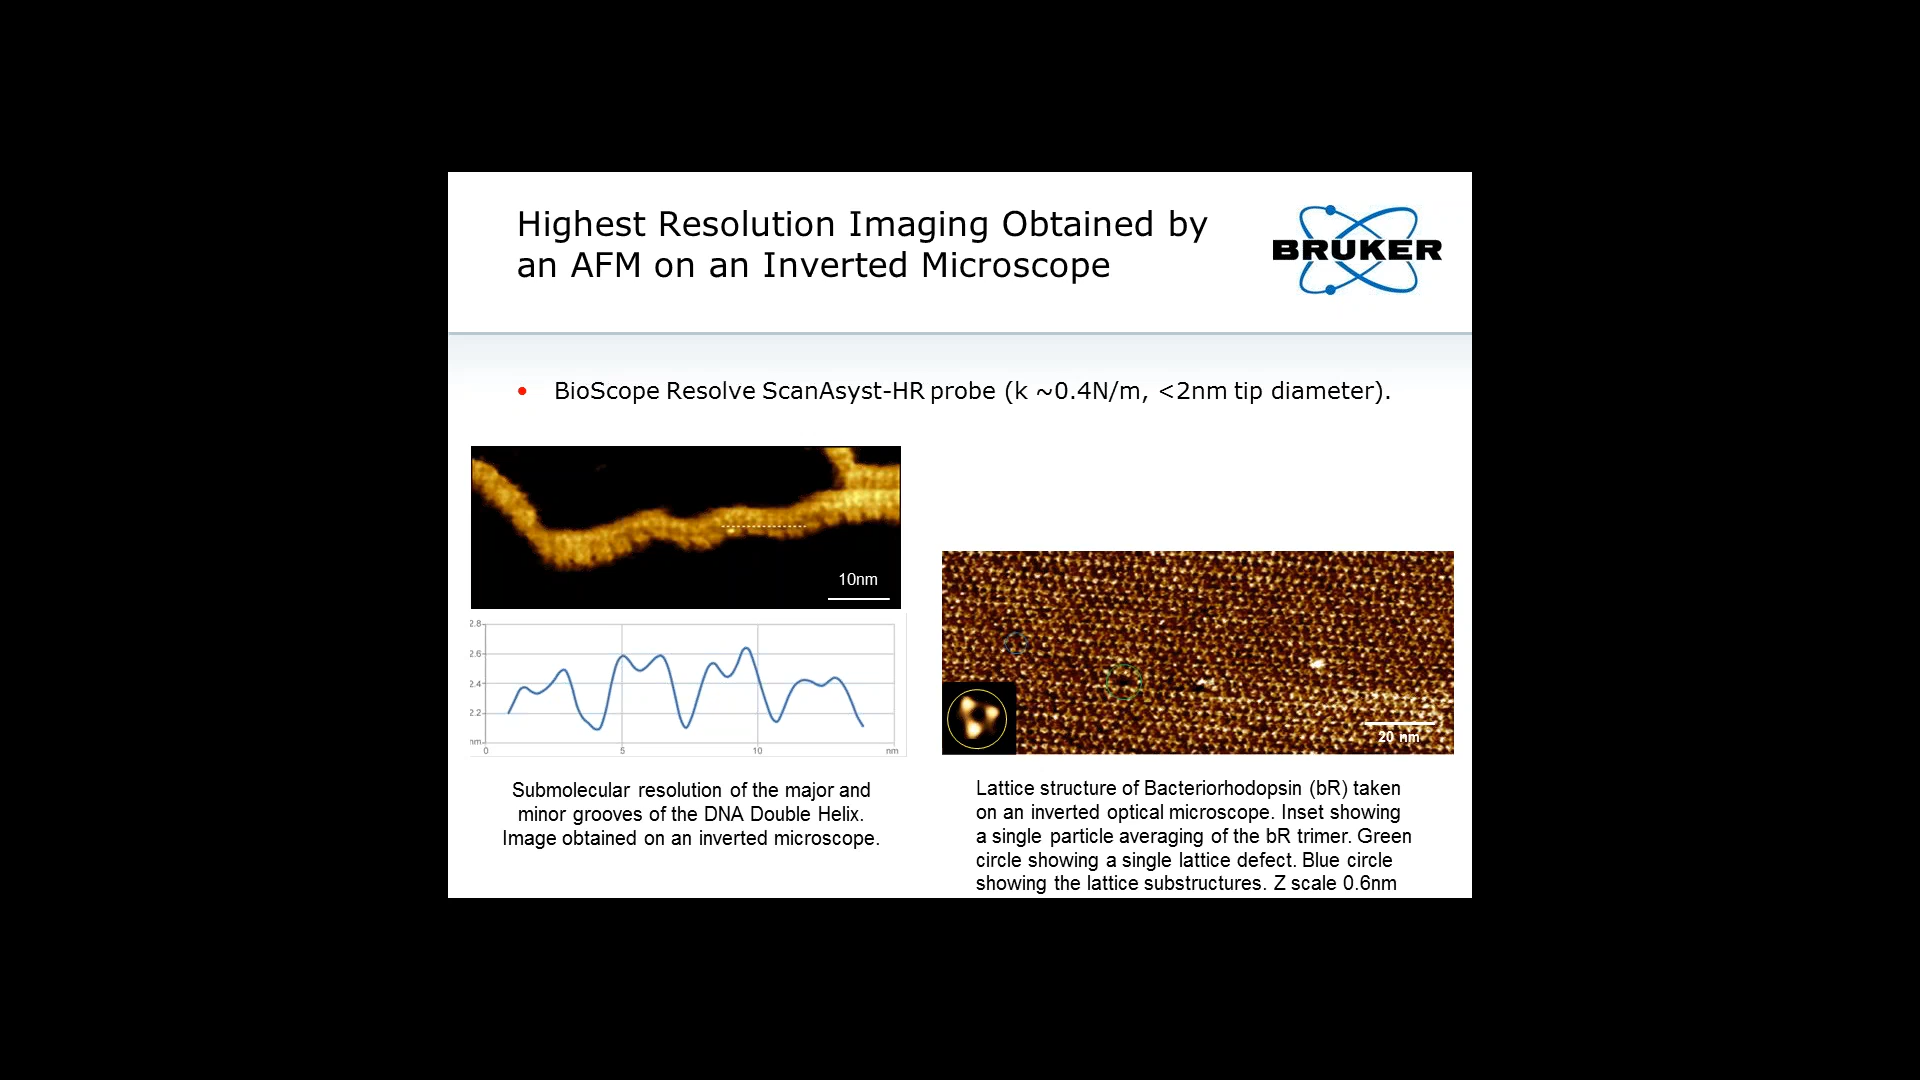 Highest Resolution Imaging Obtained by
an AFM on an Inverted Microscope
BRUKER
• BioScope Resolve ScanAsyst-HR probe (k ~0.4N/m, <2nm tip diameter).
10nm
2.8
2.6
2.4
2.2
nm
0 5 10 nm
20 nm
Submolecular resolution of the major and
minor grooves of the DNA Double Helix.
Image obtained on an inverted microscope.
Lattice structure of Bacteriorhodopsin (bR) taken
on an inverted optical microscope. Inset showing
a single particle averaging of the bR trimer. Green
circle showing a single lattice defect. Blue circle
showing the lattice substructures. Z scale 0.6nm